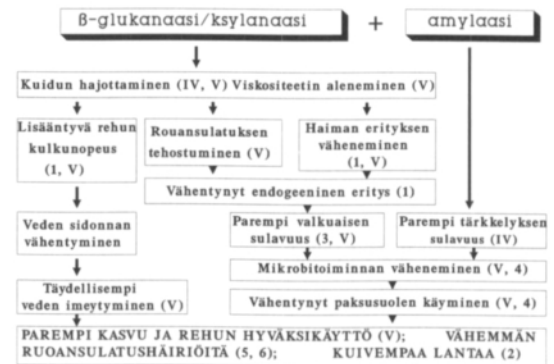 β-glukanaasi/ksylanaasi + amylaasi
Kuidun hajottaminen (IV, V) Viskositeetin aleneminen (V)
Lisääntyvä rehun
kulkunopeus
(1, V)
Rouansulatuksen
tehostuminen (V)
Haiman erityksen
väheneminen
(1, V)
Vähentynyt endogeeninen eritys (1)
Veden sidonnan
vähentyminen
Parempi valkuaisen
sulavuus (3, V)
Parempi tärkkelyksen
sulavuus (IV)
Mikrobitoiminnan väheneminen (V, 4)
Täydellisempi
veden imeytyminen (V)
Vähentynyt paksusuolen käyminen (V, 4)
PAREMPI KASVU JA REHUN HYVÄKSIKÄYTTÖ (V); VÄHEMMÄN
RUOANSULATUSHÄIRIÖITÄ (5, 6); KUIVEMPAA LANTAA (2)